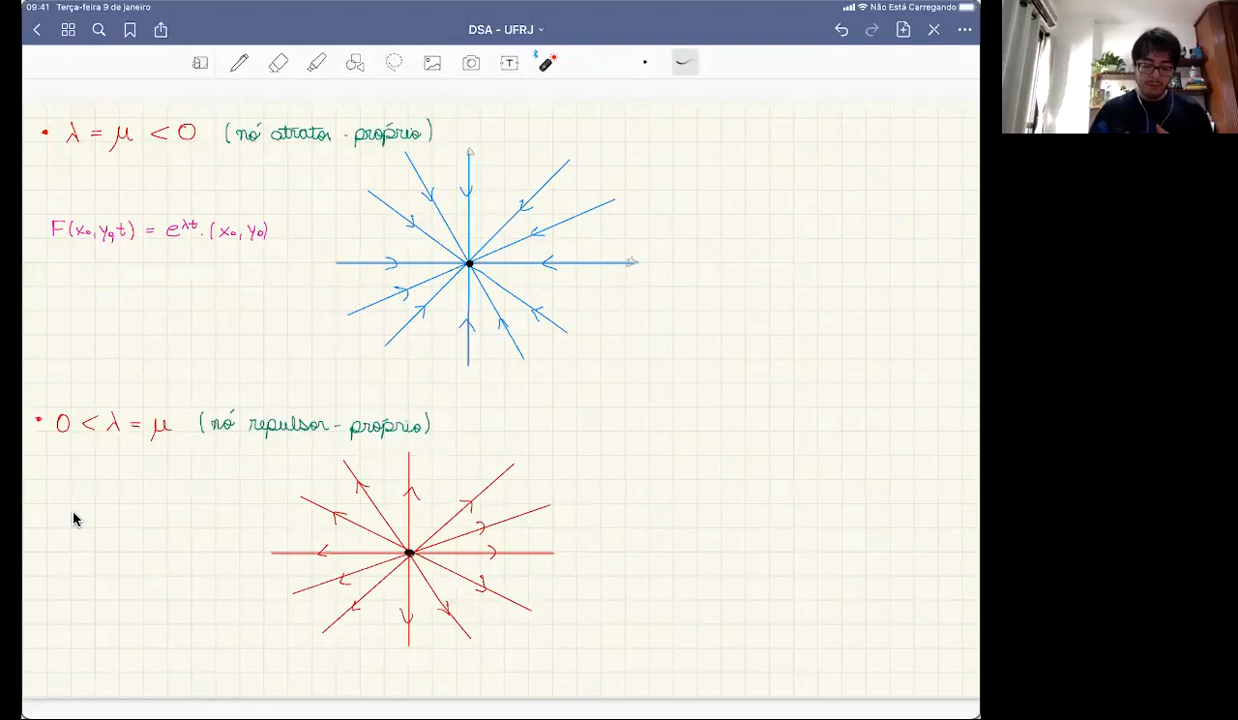 09:41 Terça-feira 9 de janeiro
Não Está Carregando
DSA - UFRJ
• λ = μ < 0 (nó atrator - próprio)
F(x₀, y₀, t) = e^{λt} · (x₀, y₀)
• 0 < λ = μ (nó repulsor - próprio)